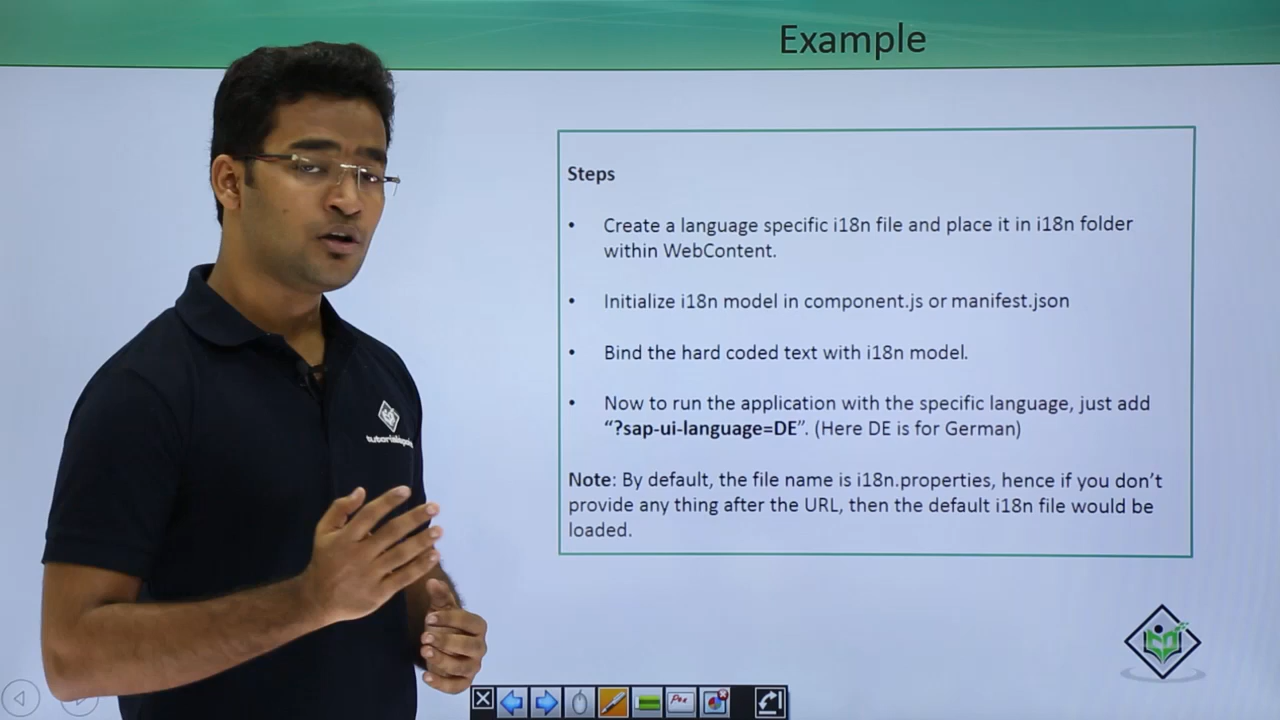 Example
Steps
• Create a language specific i18n file and place it in i18n folder
within WebContent.
• Initialize i18n model in component.js or manifest.json
• Bind the hard coded text with i18n model.
• Now to run the application with the specific language, just add
“?sap-ui-language=DE”. (Here DE is for German)
Note: By default, the file name is i18n.properties, hence if you don’t
provide any thing after the URL, then the default i18n file would be
loaded.